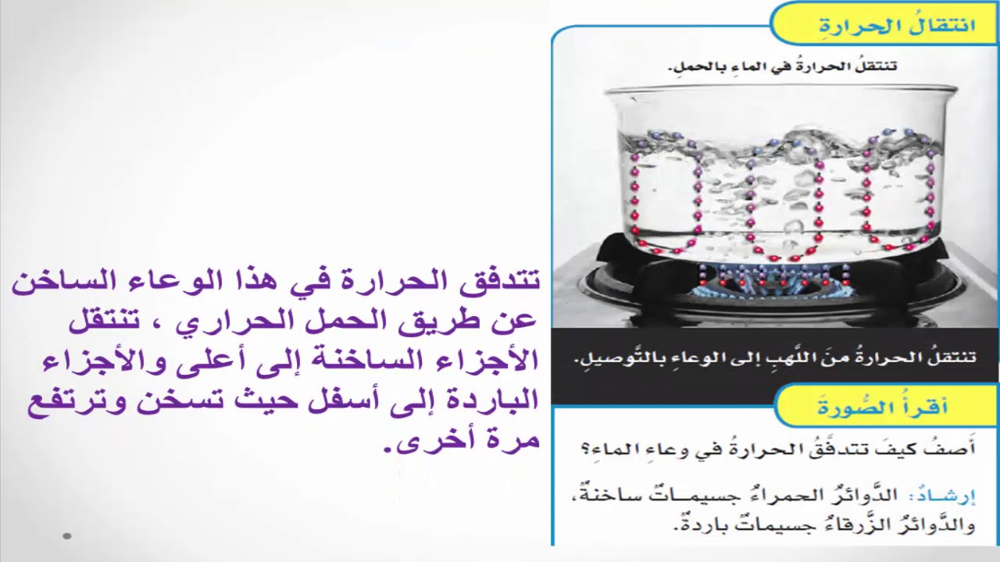 انتقالُ الحرارةِ
تنتقلُ الحرارةُ في الماءِ بالحملِ.
تنتقلُ الحرارةُ منَ اللَّهبِ إلى الوعاءِ بالتَّوصيلِ.
أقرأُ الصُّورةَ
أَصفُ كيفَ تتدفَّقُ الحرارةُ في وعاءِ الماءِ؟
إرشادٌ: الدَّوائرُ الحمراءُ جسيماتٌ ساخنةٌ،
والدَّوائرُ الزَّرقاءُ جسيماتٌ باردةٌ.
تتدفق الحرارة في هذا الوعاء الساخن
عن طريق الحمل الحراري ، تنتقل
الأجزاء الساخنة إلى أعلى والأجزاء
الباردة إلى أسفل حيث تسخن وترتفع
مرة أخرى.